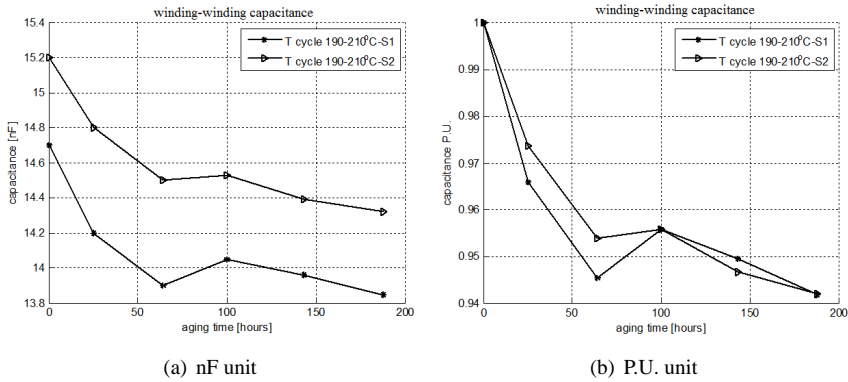 winding-winding capacitance
15.4
15.2
15
14.8
14.6
14.4
14.2
14
13.8
0
50
100
150
200
capacitance [nF]
aging time [hours]
T cycle 190-210⁰C-S1
T cycle 190-210⁰C-S2
(a) nF unit
winding-winding capacitance
1
0.99
0.98
0.97
0.96
0.95
0.94
0
50
100
150
200
capacitance P.U.
aging time [hours]
T cycle 190-210⁰C-S1
T cycle 190-210⁰C-S2
(b) P.U. unit